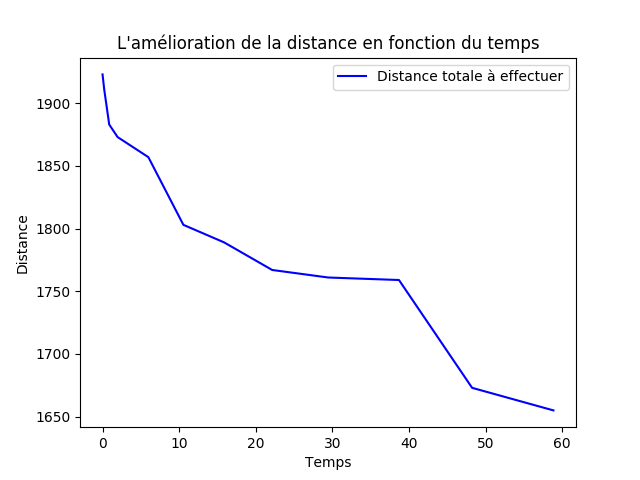 L'amélioration de la distance en fonction du temps
Distance totale à effectuer
Distance
1900
1850
1800
1750
1700
1650
0 10 20 30 40 50 60
Temps